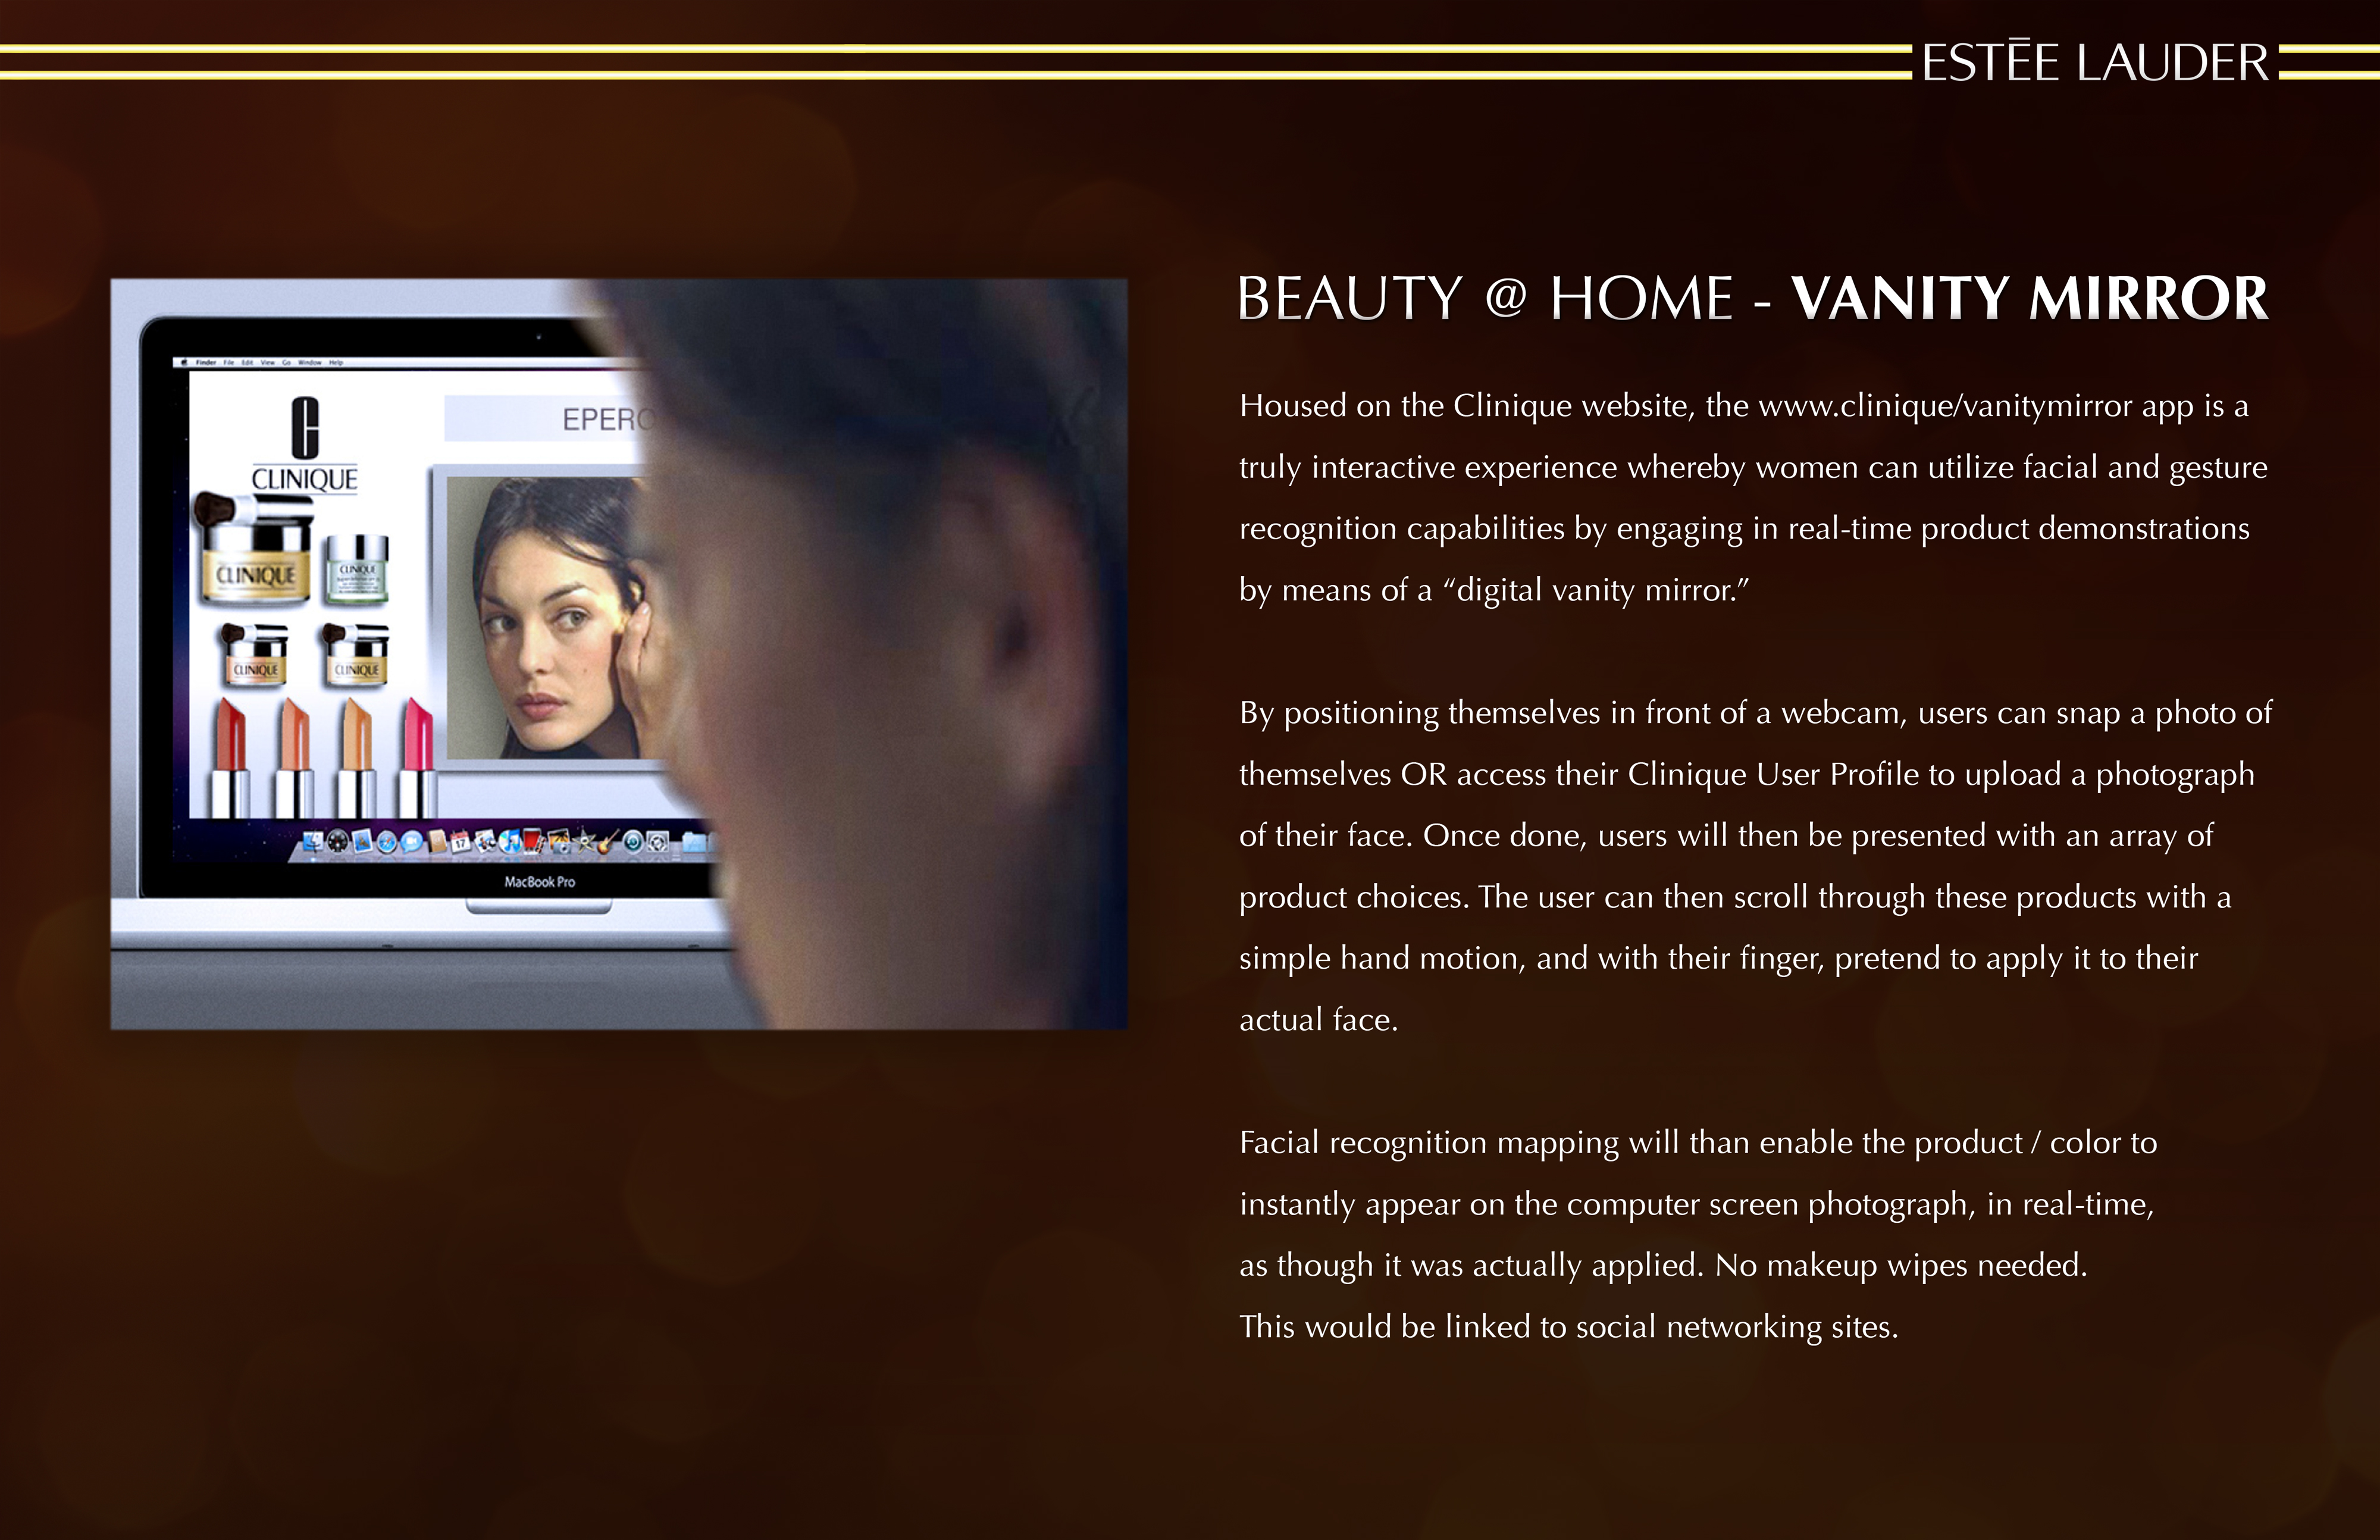 ESTĒE LAUDER
BEAUTY @ HOME - VANITY MIRROR
Housed on the Clinique website, the www.clinique/vanitymirror app is a
truly interactive experience whereby women can utilize facial and gesture
recognition capabilities by engaging in real-time product demonstrations
by means of a “digital vanity mirror.”
By positioning themselves in front of a webcam, users can snap a photo of
themselves OR access their Clinique User Profile to upload a photograph
of their face. Once done, users will then be presented with an array of
product choices. The user can then scroll through these products with a
simple hand motion, and with their finger, pretend to apply it to their
actual face.
Facial recognition mapping will than enable the product / color to
instantly appear on the computer screen photograph, in real-time,
as though it was actually applied. No makeup wipes needed.
This would be linked to social networking sites.
Finder File Edit View Go Window Help
CLINIQUE
EPERC
CLINIQUE
CLINIQUE
CLINIQUE
CLINIQUE
17
MacBook Pro